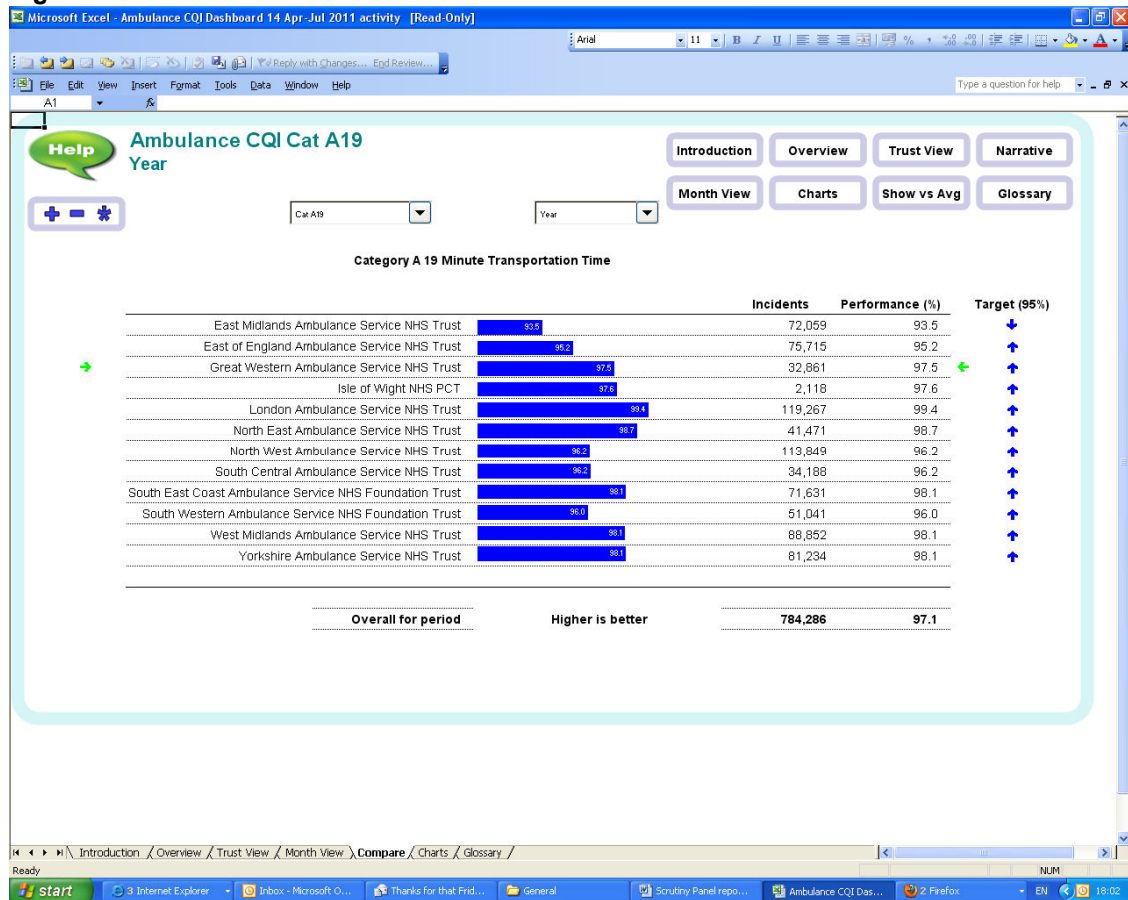 Microsoft Excel - Ambulance CQI Dashboard 14 Apr-Jul 2011 activity [Read-Only]
Arial 11 B I U % ,
Reply with Changes... End Review...
File Edit View Insert Format Tools Data Window Help Type a question for help
A1 fx
Help
Ambulance CQI Cat A19
Year
Introduction Overview Trust View Narrative
Month View Charts Show vs Avg Glossary
Cat A19 Year
Category A 19 Minute Transportation Time
Incidents Performance (%) Target (95%)
East Midlands Ambulance Service NHS Trust 93.5 72,059 93.5
East of England Ambulance Service NHS Trust 95.2 75,715 95.2
Great Western Ambulance Service NHS Trust 97.5 32,861 97.5
Isle of Wight NHS PCT 97.6 2,118 97.6
London Ambulance Service NHS Trust 99.4 119,267 99.4
North East Ambulance Service NHS Trust 98.7 41,471 98.7
North West Ambulance Service NHS Trust 96.2 113,849 96.2
South Central Ambulance Service NHS Trust 96.2 34,188 96.2
South East Coast Ambulance Service NHS Foundation Trust 98.1 71,631 98.1
South Western Ambulance Service NHS Foundation Trust 96.0 51,041 96.0
West Midlands Ambulance Service NHS Trust 98.1 88,852 98.1
Yorkshire Ambulance Service NHS Trust 98.1 81,234 98.1
Overall for period Higher is better 784,286 97.1
Introduction / Overview / Trust View / Month View \ Compare / Charts / Glossary /
Ready NUM
start 3 Internet Explorer Inbox - Microsoft O... Thanks for that Frid... General Scrutiny Panel repo... Ambulance CQI Das... 2 Firefox EN 18:02